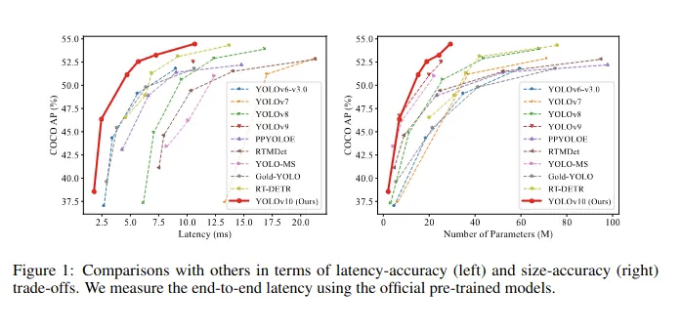 55.0
52.5
50.0
47.5
45.0
42.5
40.0
37.5
COCO AP (%)
2.5 5.0 7.5 10.0 12.5 15.0 17.5 20.0
Latency (ms)
YOLOv6-v3.0
YOLOv7
YOLOv8
YOLOv9
PPYOLOE
RTMDet
YOLO-MS
Gold-YOLO
RT-DETR
YOLOv10 (Ours)
55.0
52.5
50.0
47.5
45.0
42.5
40.0
37.5
COCO AP (%)
0 20 40 60 80 100
Number of Parameters (M)
YOLOv6-v3.0
YOLOv7
YOLOv8
YOLOv9
PPYOLOE
RTMDet
YOLO-MS
Gold-YOLO
RT-DETR
YOLOv10 (Ours)
Figure 1: Comparisons with others in terms of latency-accuracy (left) and size-accuracy (right)
trade-offs. We measure the end-to-end latency using the official pre-trained models.